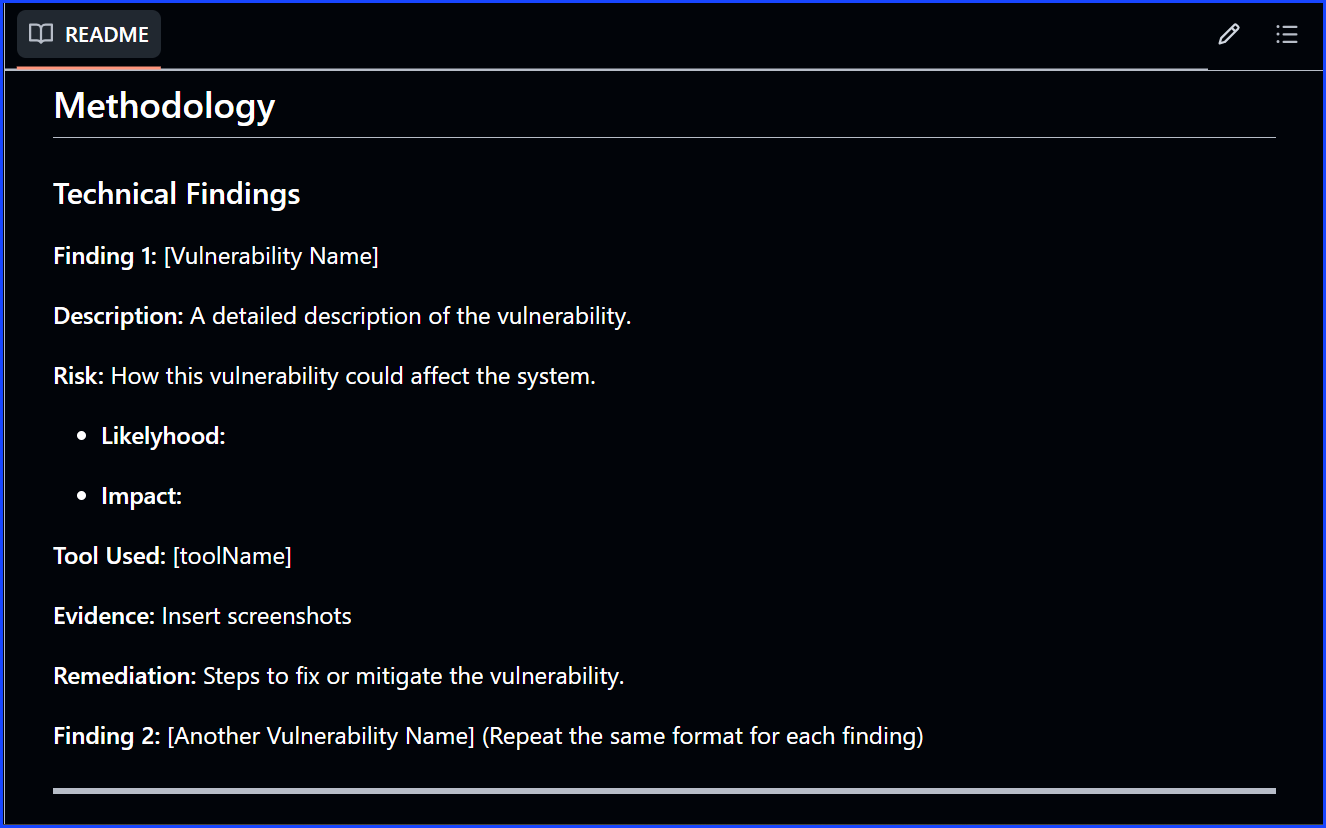 README
Methodology
Technical Findings
Finding 1: [Vulnerability Name]
Description: A detailed description of the vulnerability.
Risk: How this vulnerability could affect the system.
• Likelyhood:
• Impact:
Tool Used: [toolName]
Evidence: Insert screenshots
Remediation: Steps to fix or mitigate the vulnerability.
Finding 2: [Another Vulnerability Name] (Repeat the same format for each finding)